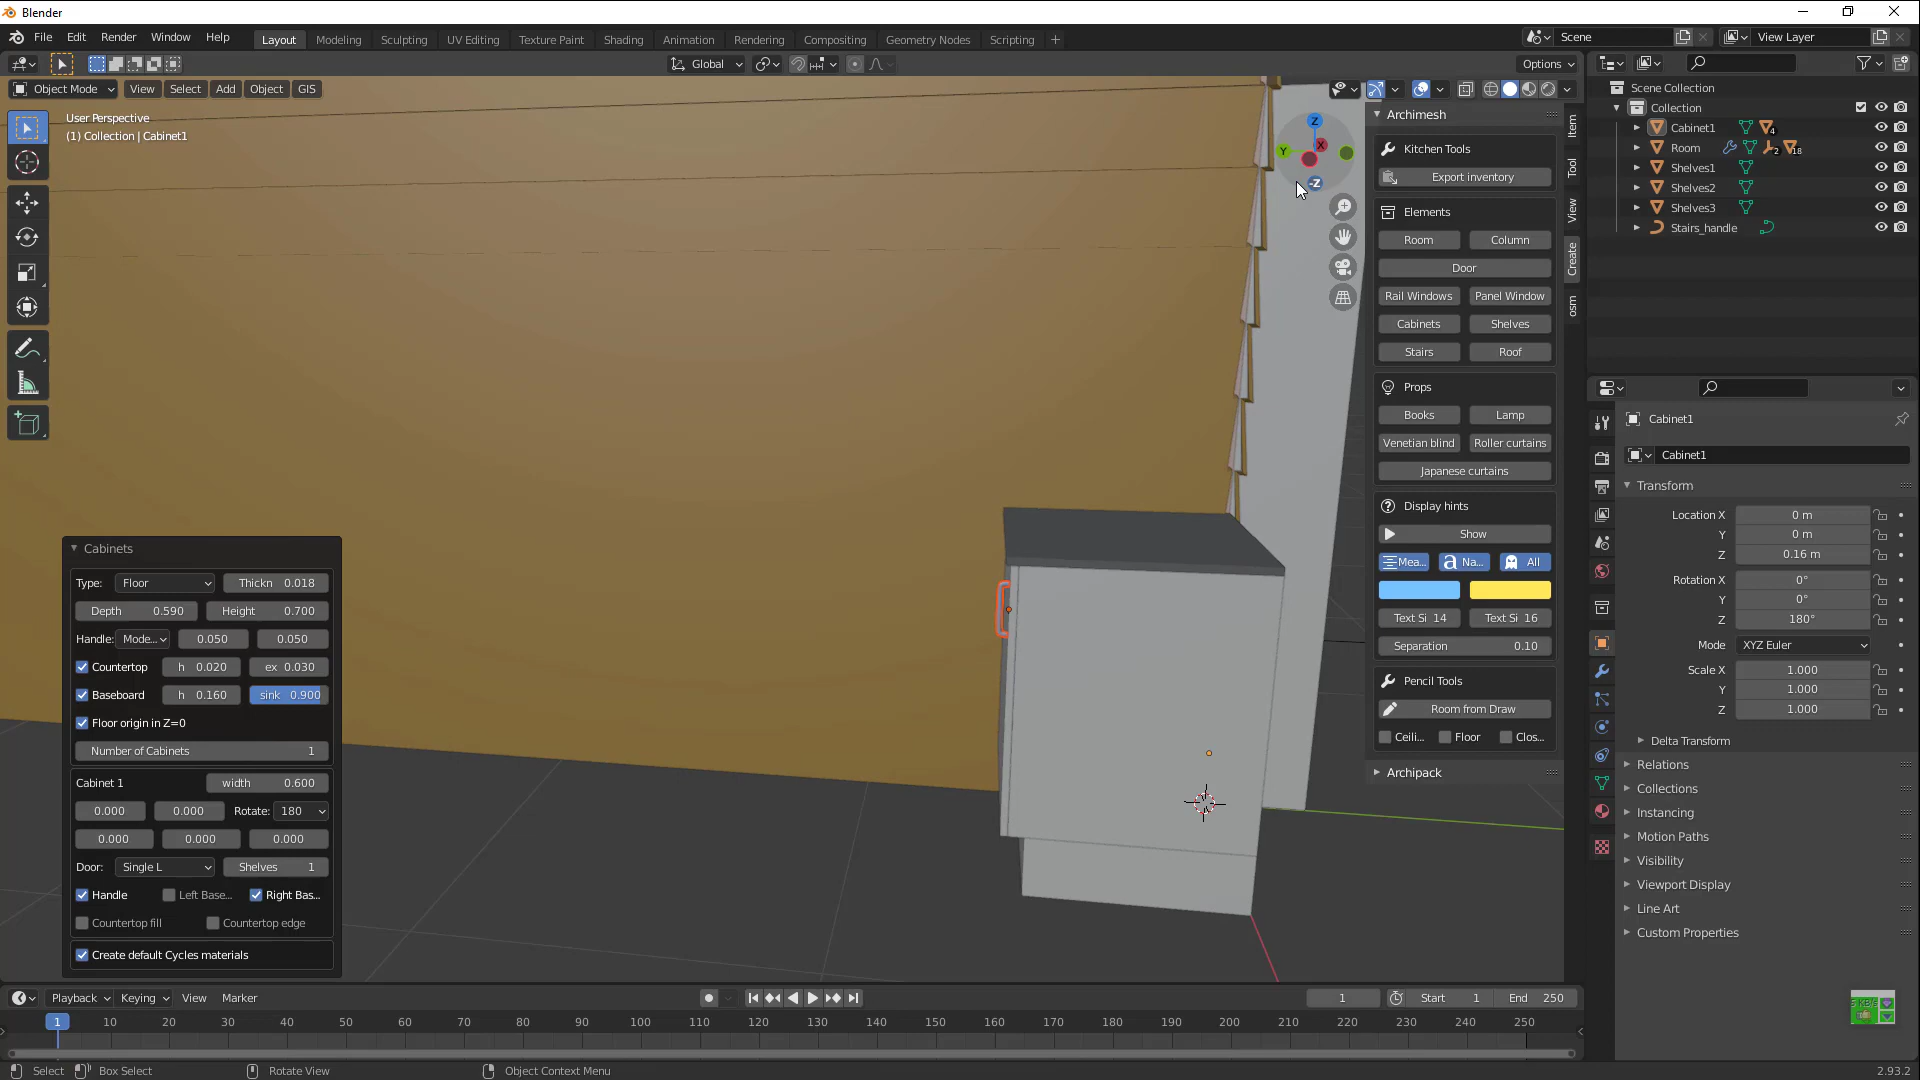 Blender
File Edit Render Window Help Layout Modeling Sculpting UV Editing Texture Paint Shading Animation Rendering Compositing Geometry Nodes Scripting + Scene View Layer
Global Options
Object Mode View Select Add Object GIS
User Perspective
(1) Collection | Cabinet1
Z
Y
X
-Z
Archimesh
Kitchen Tools
Export inventory
Elements
Room Column
Door
Rail Windows Panel Window
Cabinets Shelves
Stairs Roof
Props
Books Lamp
Venetian blind Roller curtains
Japanese curtains
Display hints
Show
Mea... a Na... All
Text Si 14 Text Si 16
Separation 0.10
Pencil Tools
Room from Draw
Ceili... Floor Clos...
Archipack
Item
Tool
View
Create
osm
Scene Collection
Collection
Cabinet1 4
Room 2 18
Shelves1
Shelves2
Shelves3
Stairs_handle
Cabinet1
Cabinet1
Transform
Location X 0 m
Y 0 m
Z 0.16 m
Rotation X 0°
Y 0°
Z 180°
Mode XYZ Euler
Scale X 1.000
Y 1.000
Z 1.000
Delta Transform
Relations
Collections
Instancing
Motion Paths
Visibility
Viewport Display
Line Art
Custom Properties
Cabinets
Type: Floor Thickn 0.018
Depth 0.590 Height 0.700
Handle: Mode... 0.050 0.050
Countertop h 0.020 ex 0.030
Baseboard h 0.160 sink 0.900
Floor origin in Z=0
Number of Cabinets 1
Cabinet 1 width 0.600
0.000 0.000 Rotate: 180
0.000 0.000 0.000
Door: Single L Shelves 1
Handle Left Base... Right Bas...
Countertop fill Countertop edge
Create default Cycles materials
Playback Keying View Marker 1 Start 1 End 250
1 10 20 30 40 50 60 70 80 90 100 110 120 130 140 150 160 170 180 190 200 210 220 230 240 250
Select Box Select Rotate View Object Context Menu 2.93.2